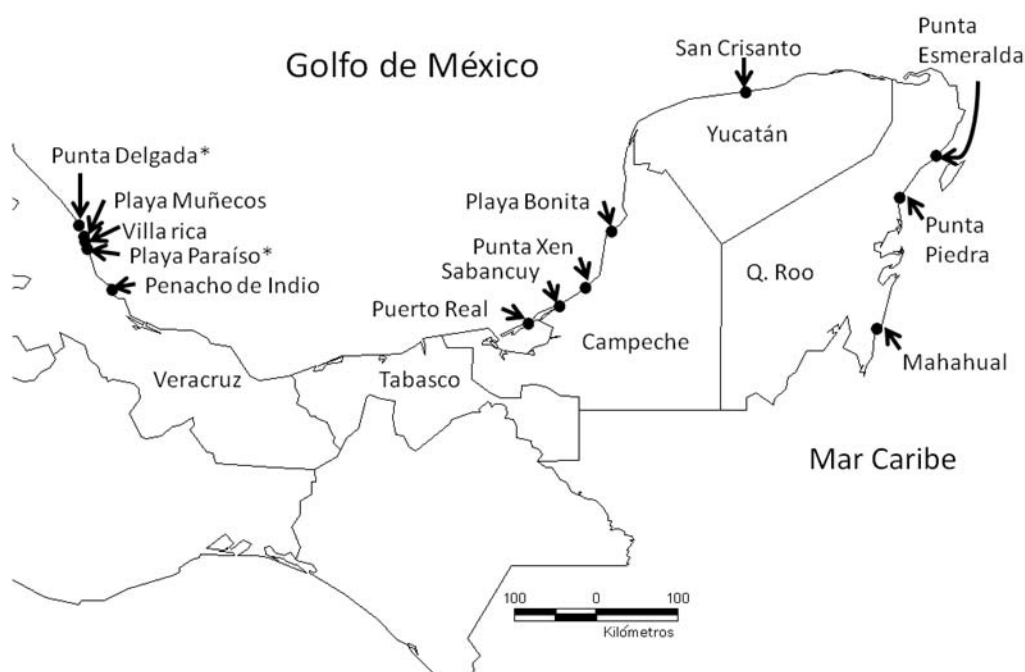 Golfo de México
Punta
Esmeralda
San Crisanto
Yucatán
Punta Delgada*
Playa Muñecos
Villa rica
Playa Paraíso*
Penacho de Indio
Playa Bonita
Punta Xen
Sabancuy
Puerto Real
Punta
Piedra
Q. Roo
Campeche
Mahahual
Veracruz
Tabasco
Mar Caribe
100 0 100
Kilómetros